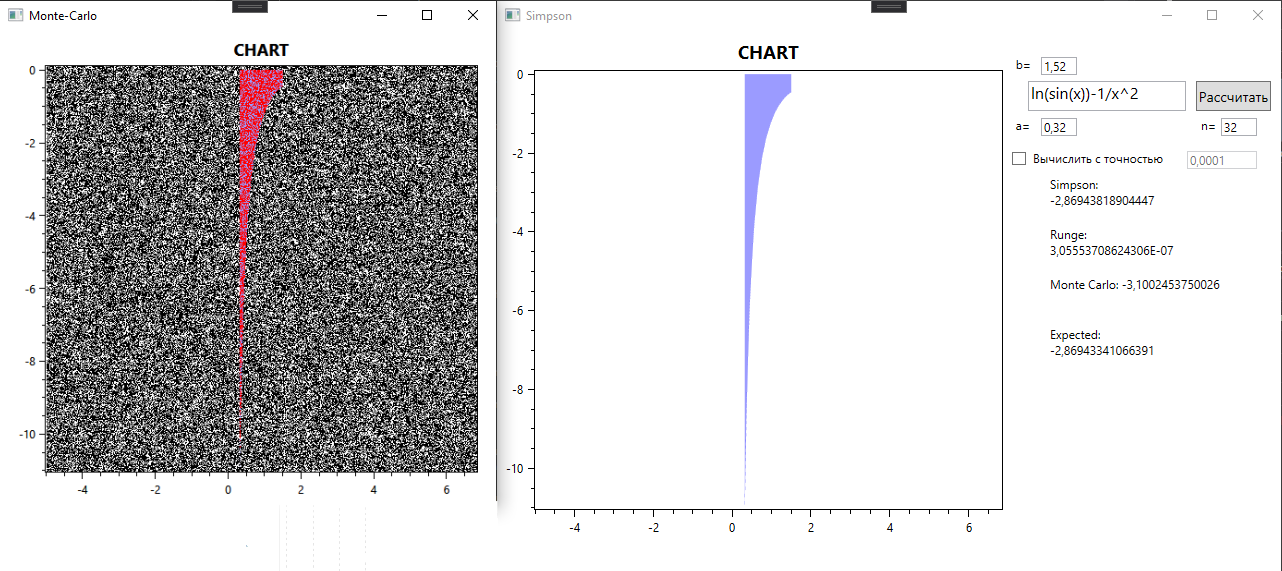 Monte-Carlo
CHART
0
-2
-4
-6
-8
-10
-4
-2
0
2
4
6
Simpson
CHART
0
-2
-4
-6
-8
-10
-4
-2
0
2
4
6
b= 1,52
ln(sin(x))-1/x^2 Рассчитать
a= 0,32 n= 32
Вычислить с точностью 0,0001
Simpson:
-2,86943818904447
Runge:
3,05553708624306E-07
Monte Carlo: -3,1002453750026
Expected:
-2,86943341066391